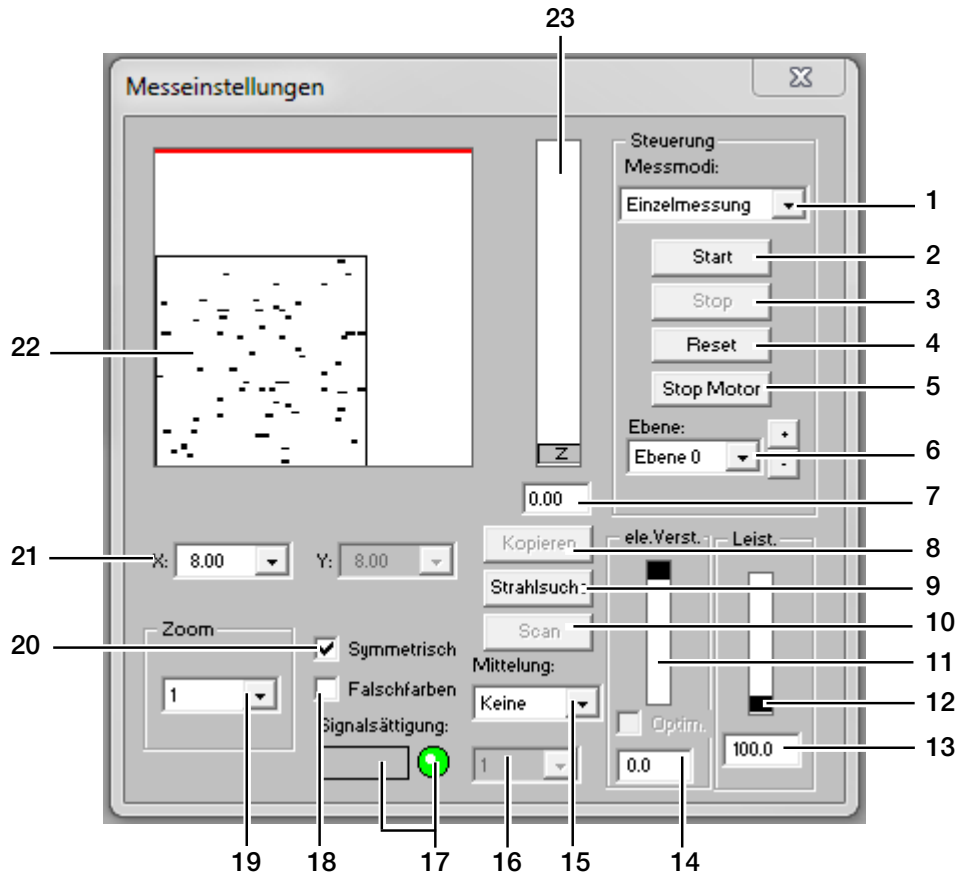 23
Messeinstellungen
Steuerung
Messmodi:
Einzelmessung
1
Start
2
Stop
3
Reset
4
Stop Motor
5
Ebene:
+
Ebene 0
-
6
Z
0.00
7
22
21
X: 8.00
Y: 8.00
Kopieren
8
Strahlsuch
9
Scan
10
ele.Verst.
Leist.
11
12
Optim.
0.0
100.0
13
Zoom
1
20
Symmetrisch
Falschfarben
Signalsättigung:
Mittelung:
Keine
1
19
18
17
16
15
14